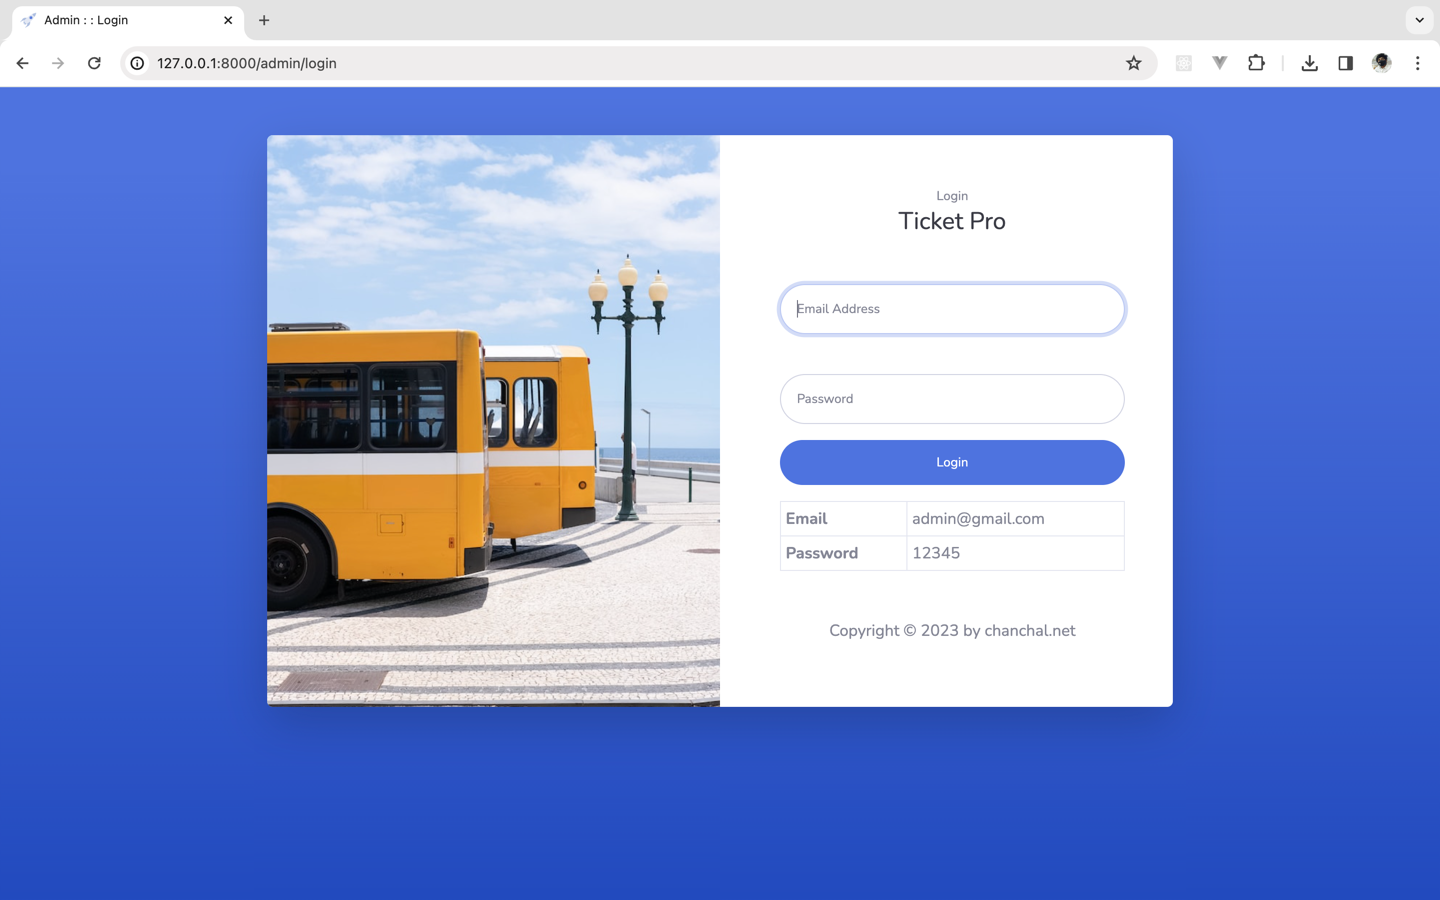 Admin : : Login
127.0.0.1:8000/admin/login
Login
Ticket Pro
Email Address
Password
Login
Email admin@gmail.com
Password 12345
Copyright © 2023 by chanchal.net